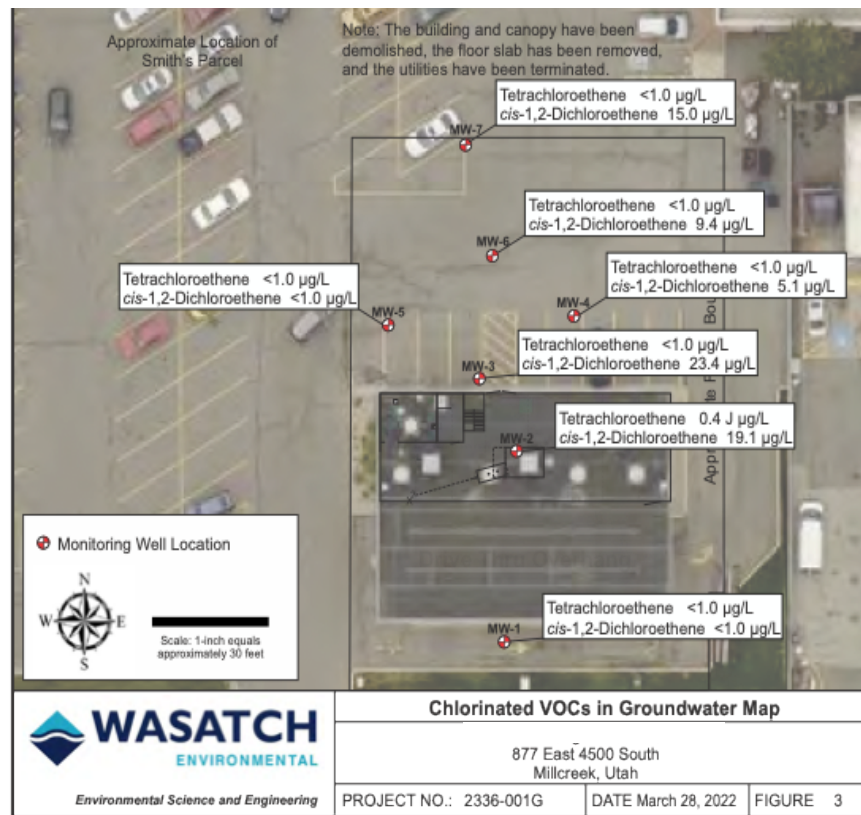 Approximate Location of
Smith's Parcel
Note: The building and canopy have been
demolished, the floor slab has been removed,
and the utilities have been terminated.
Tetrachloroethene <1.0 µg/L
cis-1,2-Dichloroethene 15.0 µg/L
MW-7
Tetrachloroethene <1.0 µg/L
cis-1,2-Dichloroethene 9.4 µg/L
MW-6
Tetrachloroethene <1.0 µg/L
cis-1,2-Dichloroethene <1.0 µg/L
MW-5
Tetrachloroethene <1.0 µg/L
cis-1,2-Dichloroethene 5.1 µg/L
MW-4
Tetrachloroethene <1.0 µg/L
cis-1,2-Dichloroethene 23.4 µg/L
MW-3
Tetrachloroethene 0.4 J µg/L
cis-1,2-Dichloroethene 19.1 µg/L
MW-2
Tetrachloroethene <1.0 µg/L
cis-1,2-Dichloroethene <1.0 µg/L
MW-1
Monitoring Well Location
N
W E
S
Scale: 1-inch equals
approximately 30 feet
WASATCH
ENVIRONMENTAL
Environmental Science and Engineering
Chlorinated VOCs in Groundwater Map
877 East 4500 South
Millcreek, Utah
PROJECT NO.: 2336-001G
DATE March 28, 2022
FIGURE 3